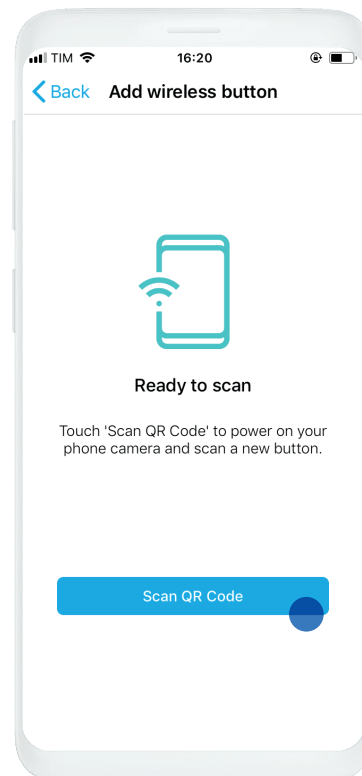 TIM 16:20
Back Add wireless button
Ready to scan
Touch 'Scan QR Code' to power on your
phone camera and scan a new button.
Scan QR Code